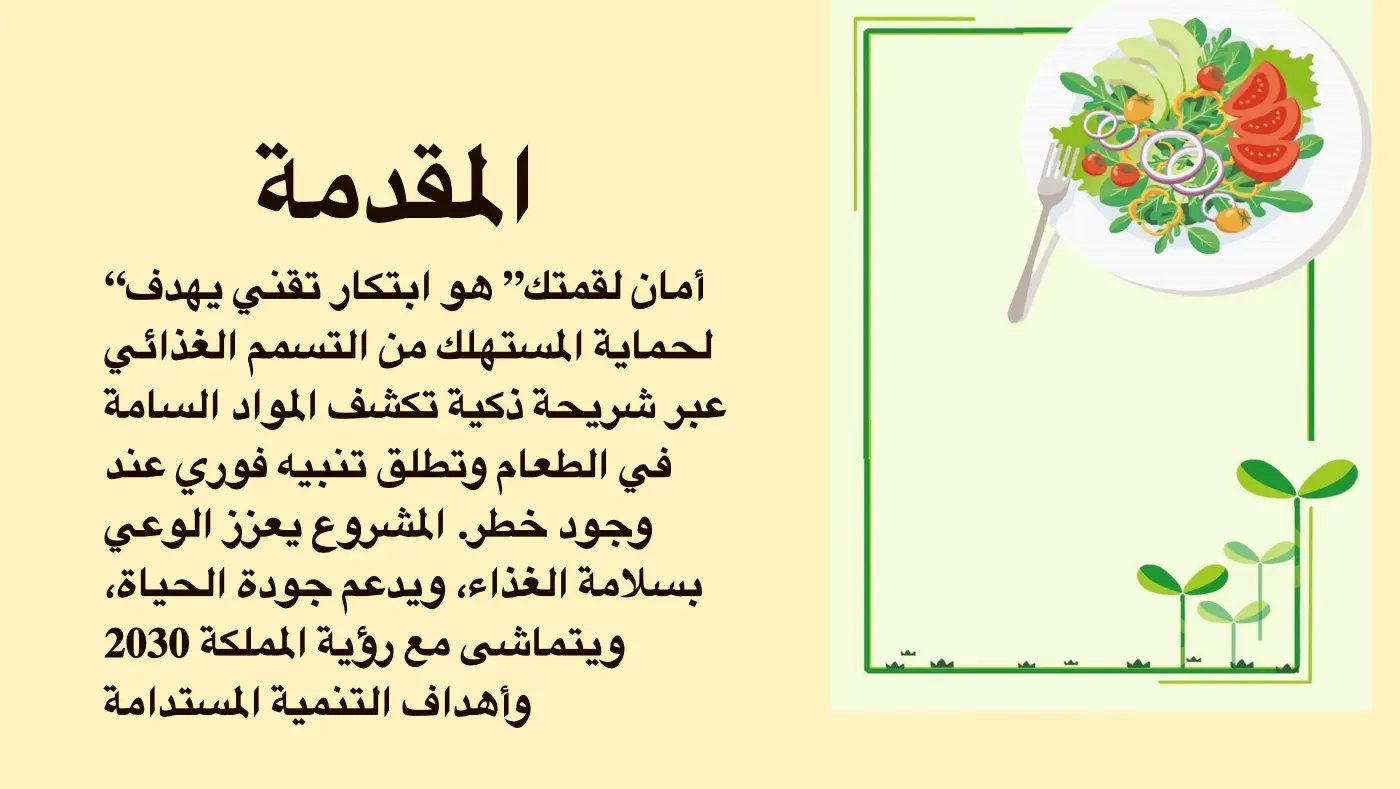 المقدمة
“أمان لقمتك” هو ابتكار تقني يهدف
لحماية المستهلك من التسمم الغذائي
عبر شريحة ذكية تكشف المواد السامة
في الطعام وتطلق تنبيه فوري عند
وجود خطر. المشروع يعزز الوعي
بسلامة الغذاء، ويدعم جودة الحياة،
ويتماشى مع رؤية المملكة 2030
وأهداف التنمية المستدامة